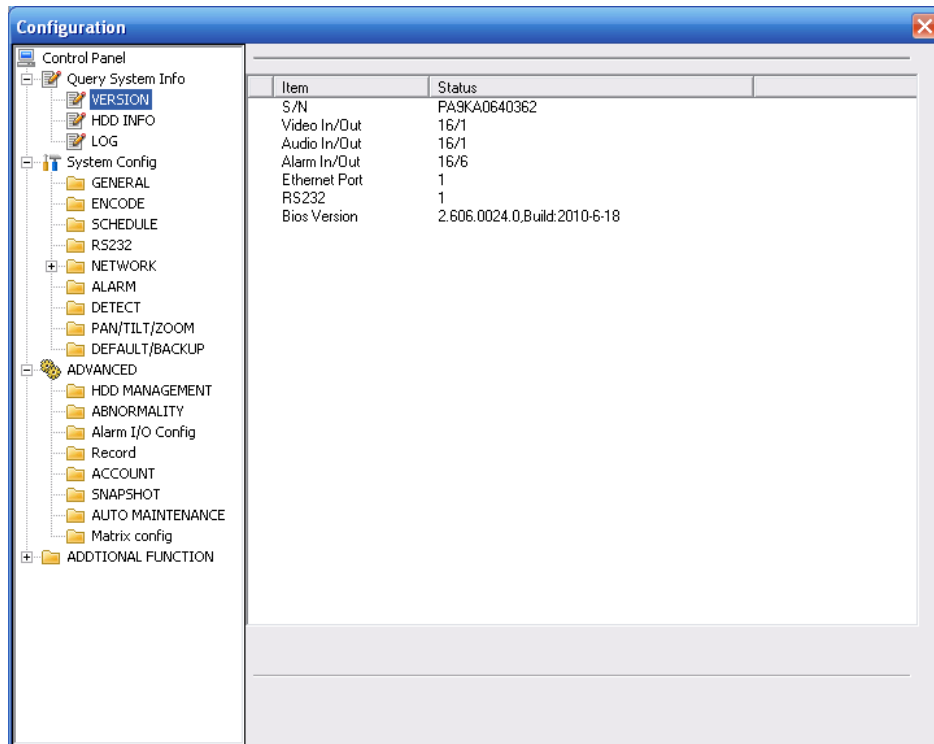 Configuration
Control Panel
Query System Info
VERSION
HDD INFO
LOG
System Config
GENERAL
ENCODE
SCHEDULE
RS232
NETWORK
ALARM
DETECT
PAN/TILT/ZOOM
DEFAULT/BACKUP
ADVANCED
HDD MANAGEMENT
ABNORMALITY
Alarm I/O Config
Record
ACCOUNT
SNAPSHOT
AUTO MAINTENANCE
Matrix config
ADDTIONAL FUNCTION
Item Status
S/N PA9KA0640362
Video In/Out 16/1
Audio In/Out 16/1
Alarm In/Out 16/6
Ethernet Port 1
RS232 1
Bios Version 2.606.0024.0,Build:2010-6-18